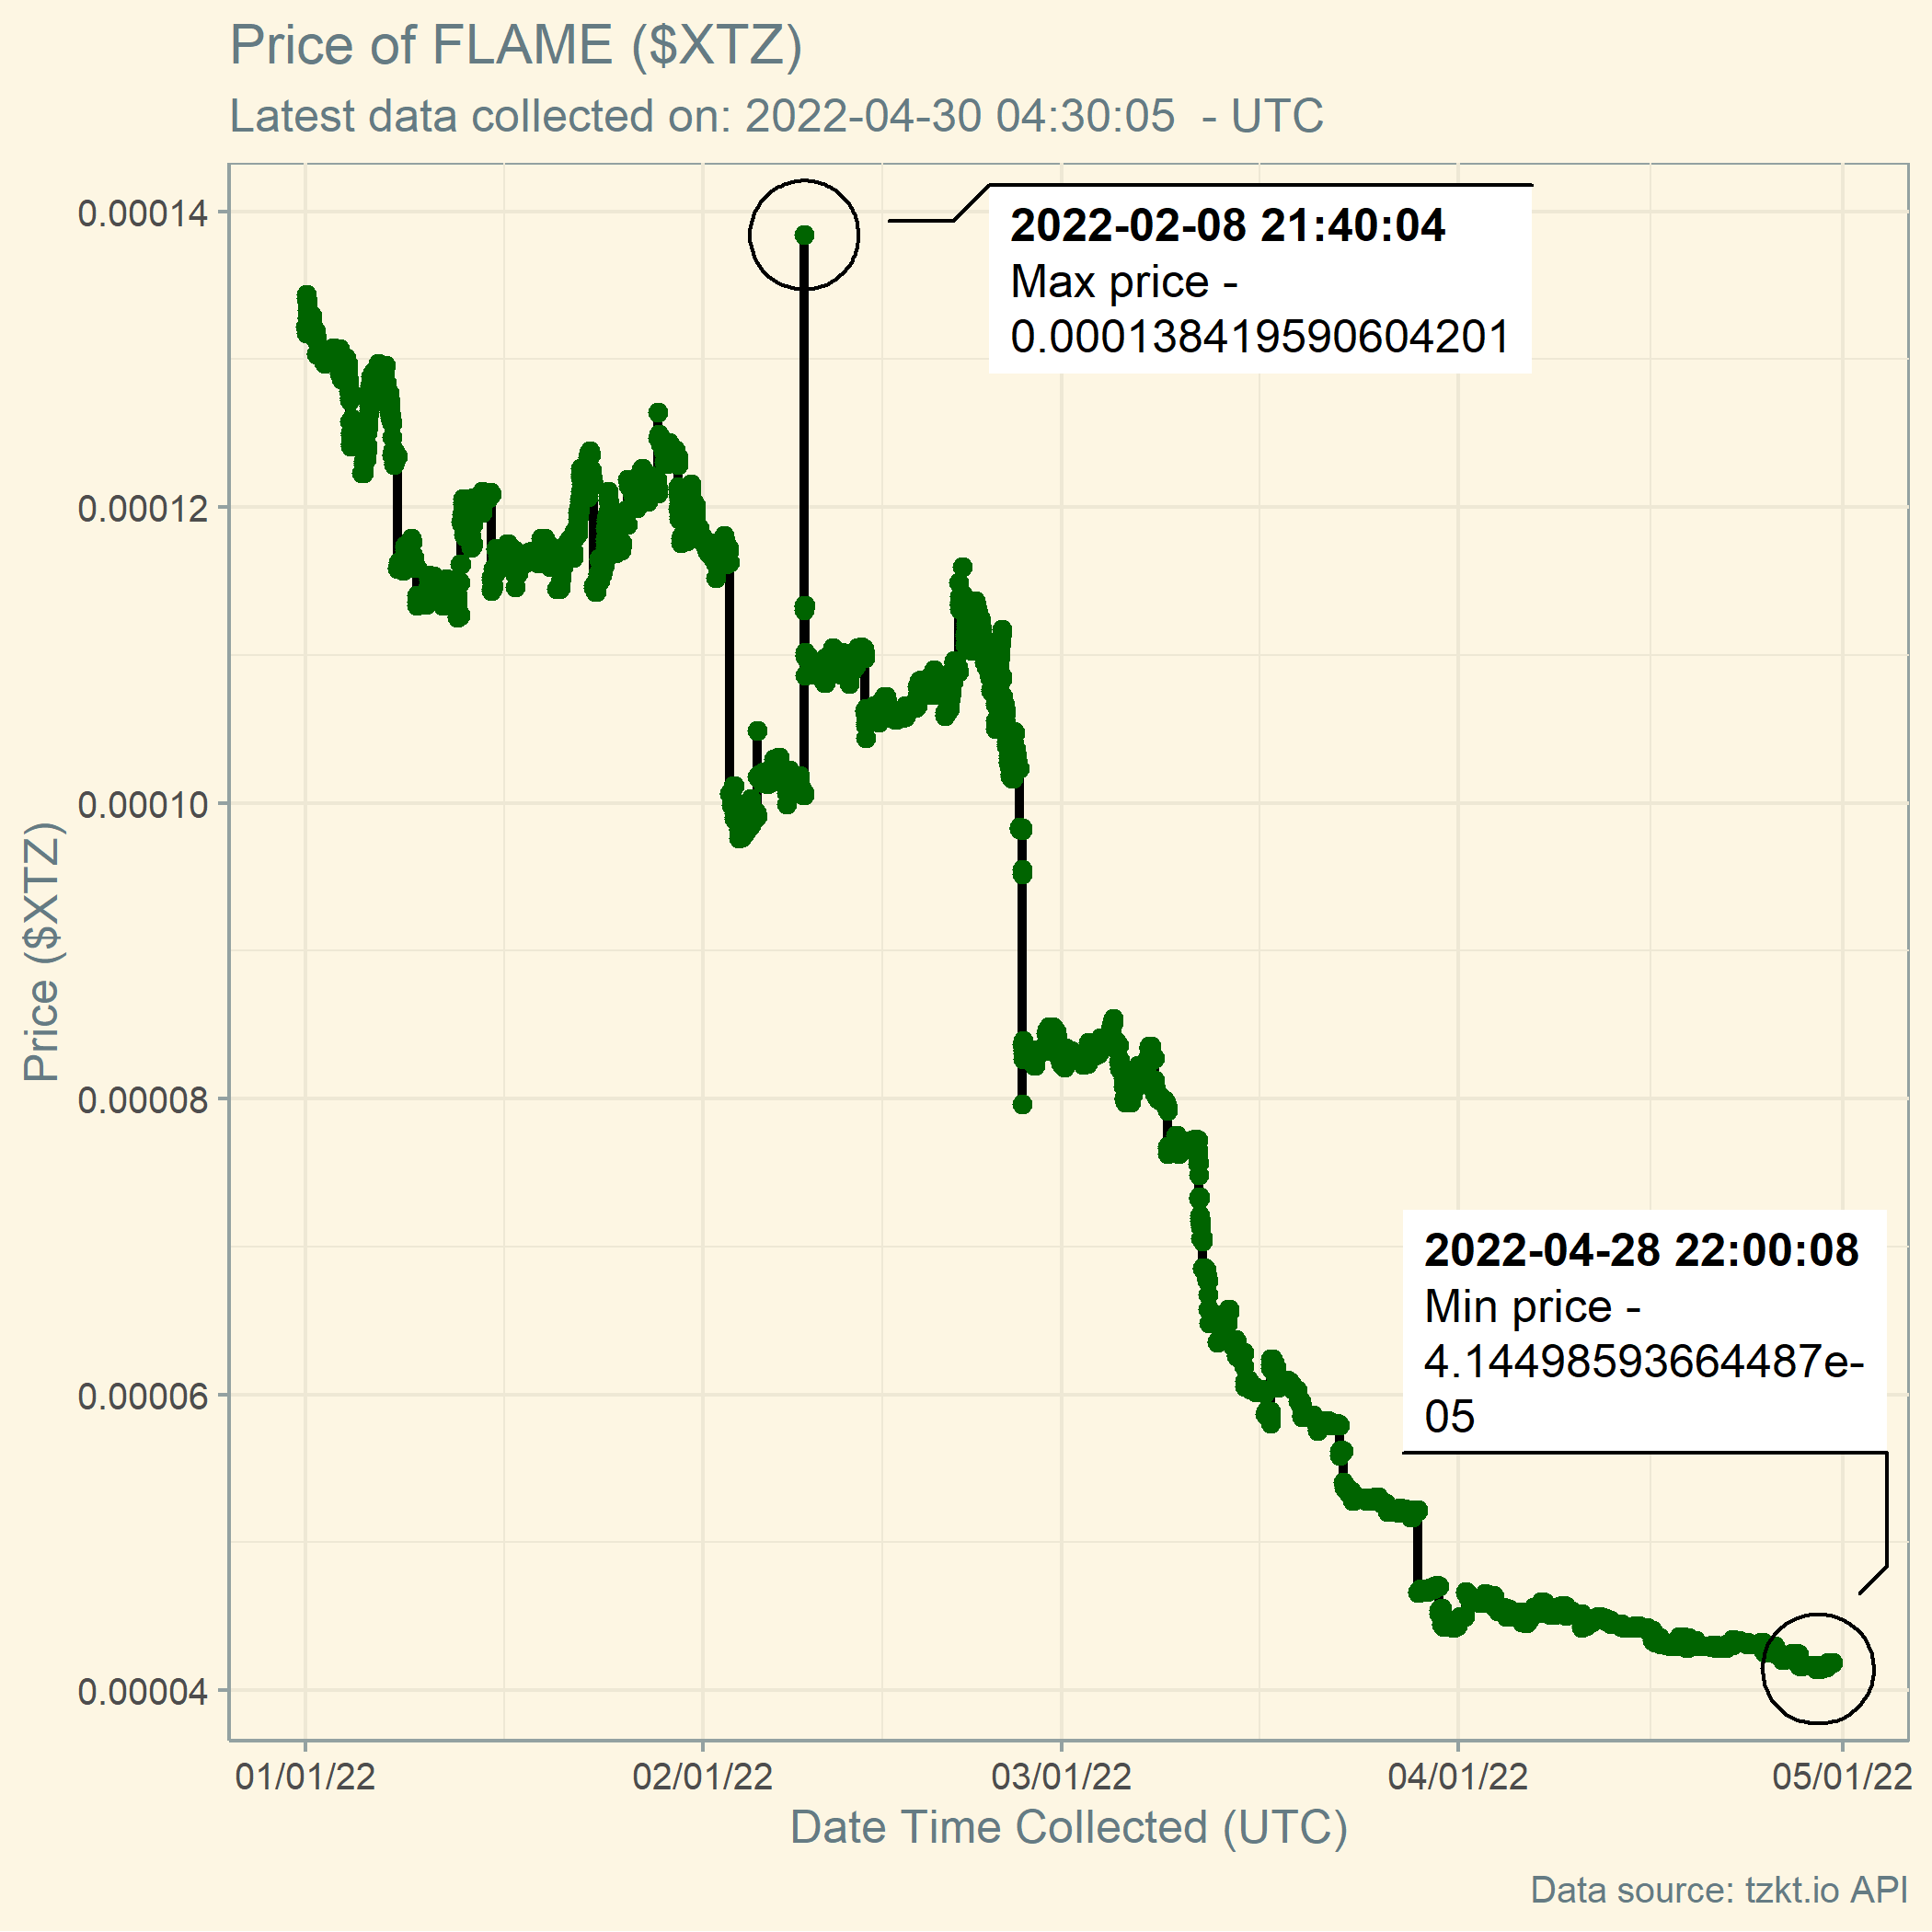 Price of FLAME ($XTZ)
Latest data collected on: 2022-04-30 04:30:05  - UTC
0.00014
0.00012
0.00010
0.00008
0.00006
0.00004
Price ($XTZ)
2022-02-08 21:40:04
Max price -
0.000138419590604201
2022-04-28 22:00:08
Min price -
4.14498593664487e-
05
01/01/22
02/01/22
03/01/22
04/01/22
05/01/22
Date Time Collected (UTC)
Data source: tzkt.io API